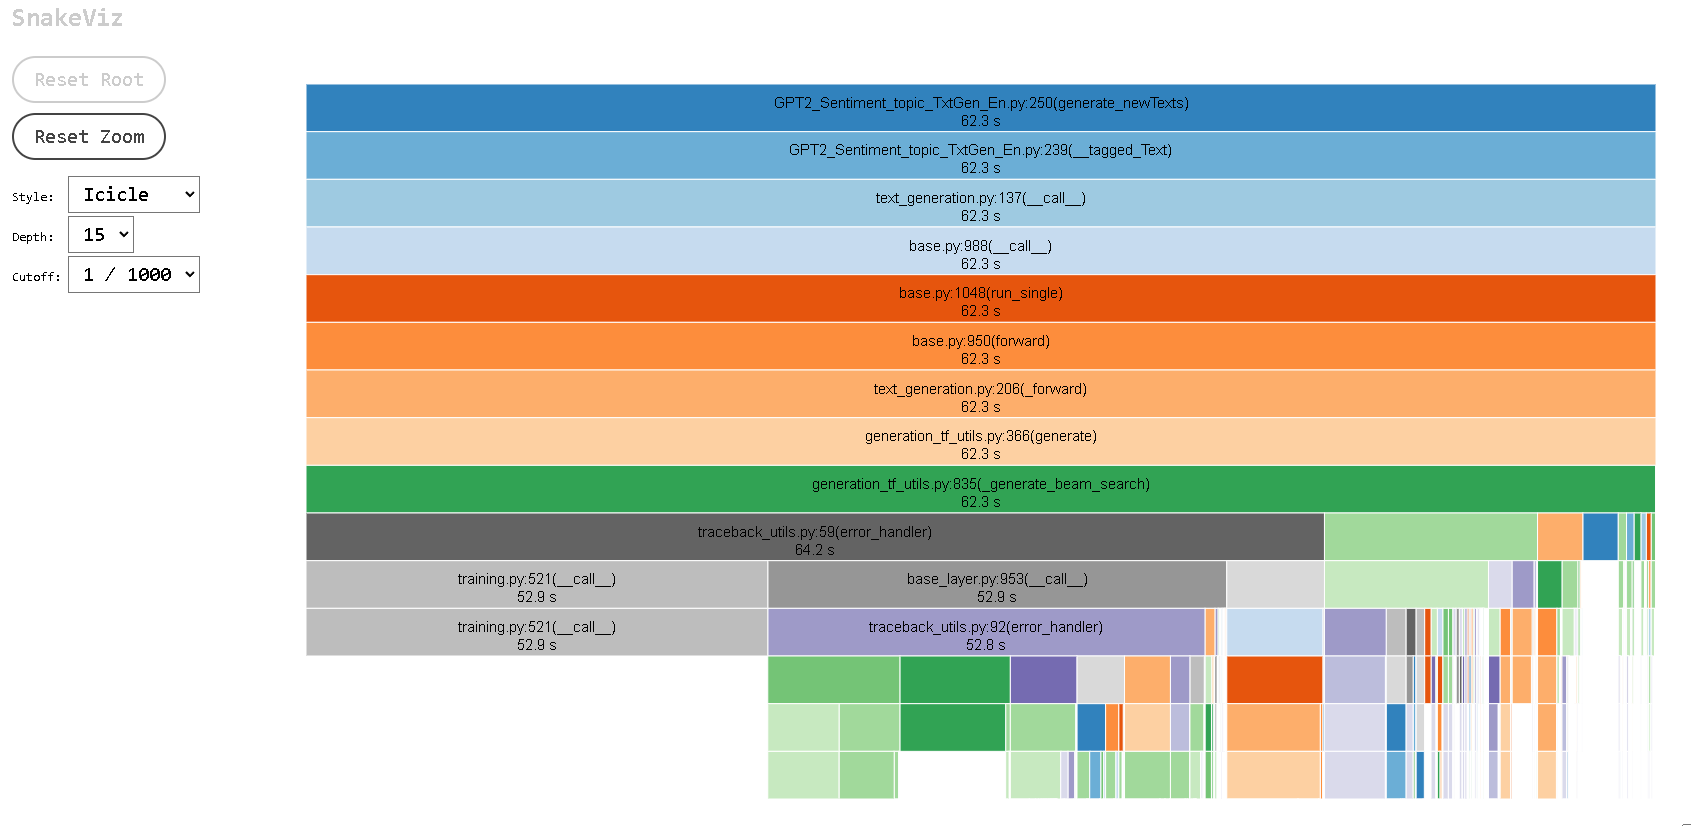 SnakeViz
Reset Root
Reset Zoom
Style: Icicle
Depth: 15
Cutoff: 1 / 1000
GPT2_Sentiment_topic_TxtGen_En.py:250(generate_newTexts)
62.3 s
GPT2_Sentiment_topic_TxtGen_En.py:239(__tagged_Text)
62.3 s
text_generation.py:137(__call__)
62.3 s
base.py:988(__call__)
62.3 s
base.py:1048(run_single)
62.3 s
base.py:950(forward)
62.3 s
text_generation.py:206(_forward)
62.3 s
generation_tf_utils.py:366(generate)
62.3 s
generation_tf_utils.py:835(_generate_beam_search)
62.3 s
traceback_utils.py:59(error_handler)
64.2 s
training.py:521(__call__)
52.9 s
base_layer.py:953(__call__)
52.9 s
training.py:521(__call__)
52.9 s
traceback_utils.py:92(error_handler)
52.8 s